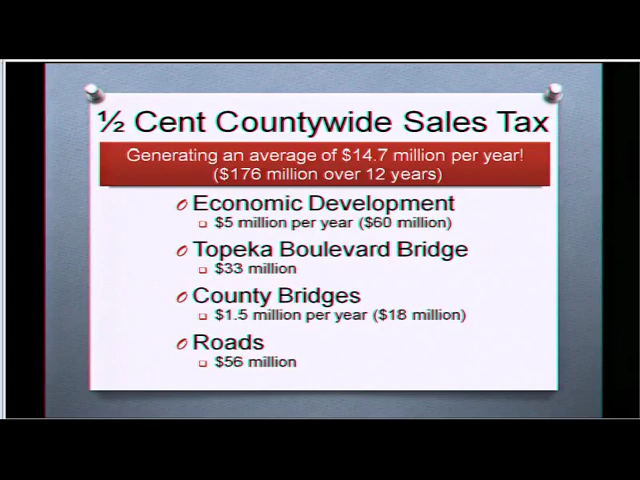 ½ Cent Countywide Sales Tax
Generating an average of $14.7 million per year!
($176 million over 12 years)
Economic Development
$5 million per year ($60 million)
Topeka Boulevard Bridge
$33 million
County Bridges
$1.5 million per year ($18 million)
Roads
$56 million